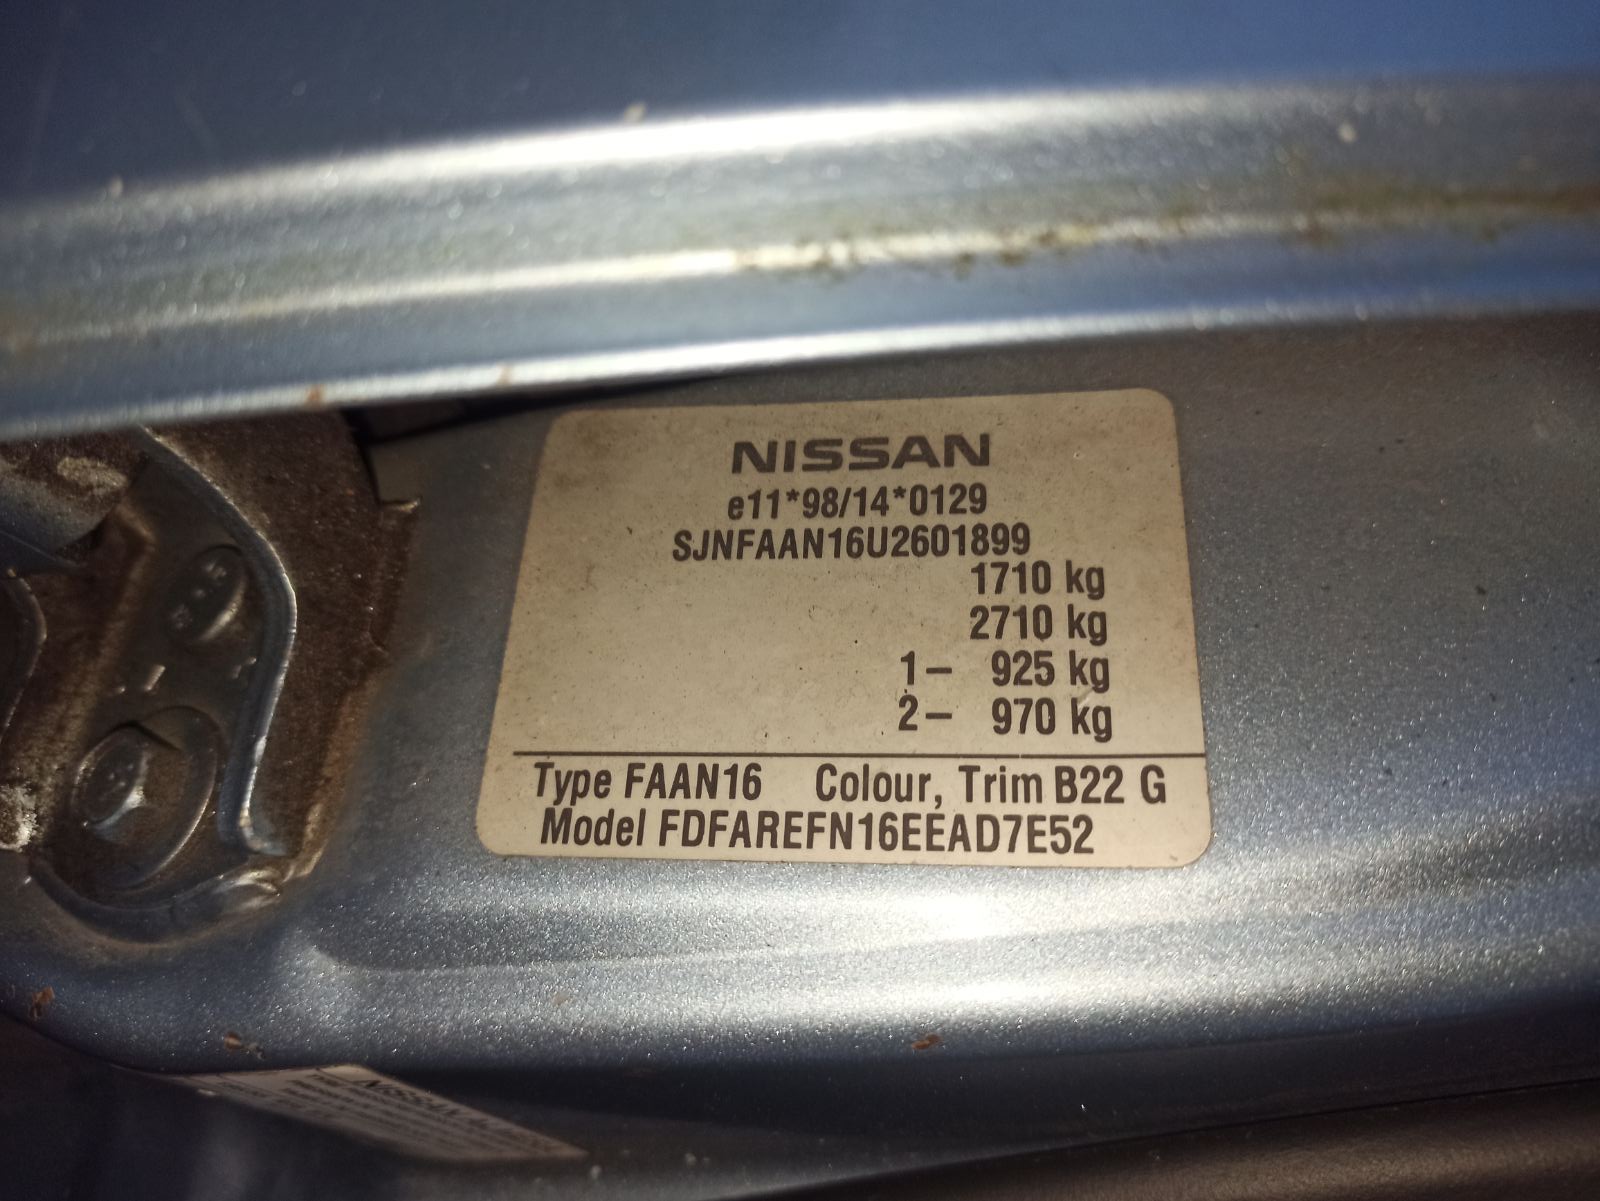 NISSAN
e11*98/14*0129
SJNFAAN16U2601899
1710 kg
2710 kg
1- 925 kg
2- 970 kg
Type FAAN16 Colour, Trim B22 G
Model FDFAREFN16EEAD7E52
NISSAN